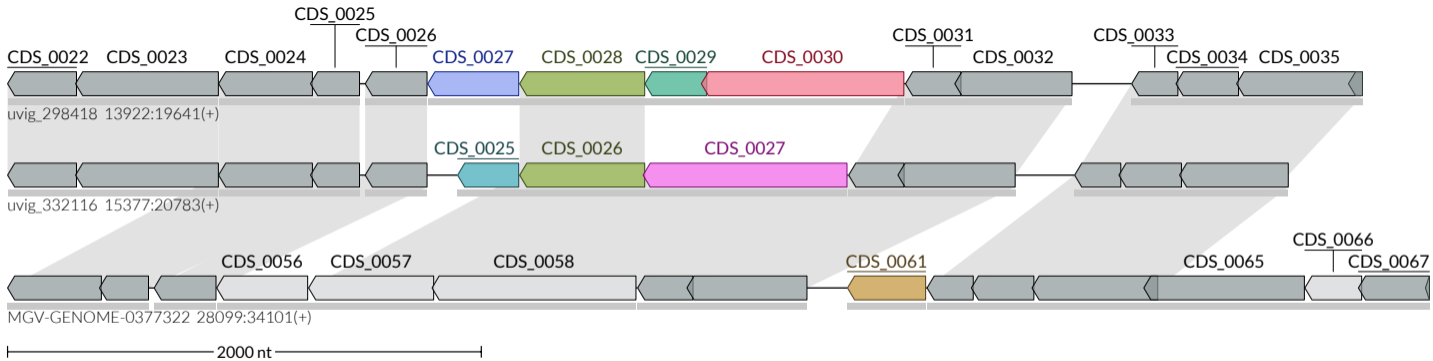 CDS_0025
CDS_0022 CDS_0023 CDS_0024 CDS_0026 CDS_0027 CDS_0028 CDS_0029 CDS_0030 CDS_0031 CDS_0032 CDS_0033 CDS_0034 CDS_0035
uvig_298418 13922:19641(+)
CDS_0025 CDS_0026 CDS_0027
uvig_332116 15377:20783(+)
CDS_0056 CDS_0057 CDS_0058 CDS_0061 CDS_0065 CDS_0066 CDS_0067
MGV-GENOME-0377322 28099:34101(+)
2000 nt